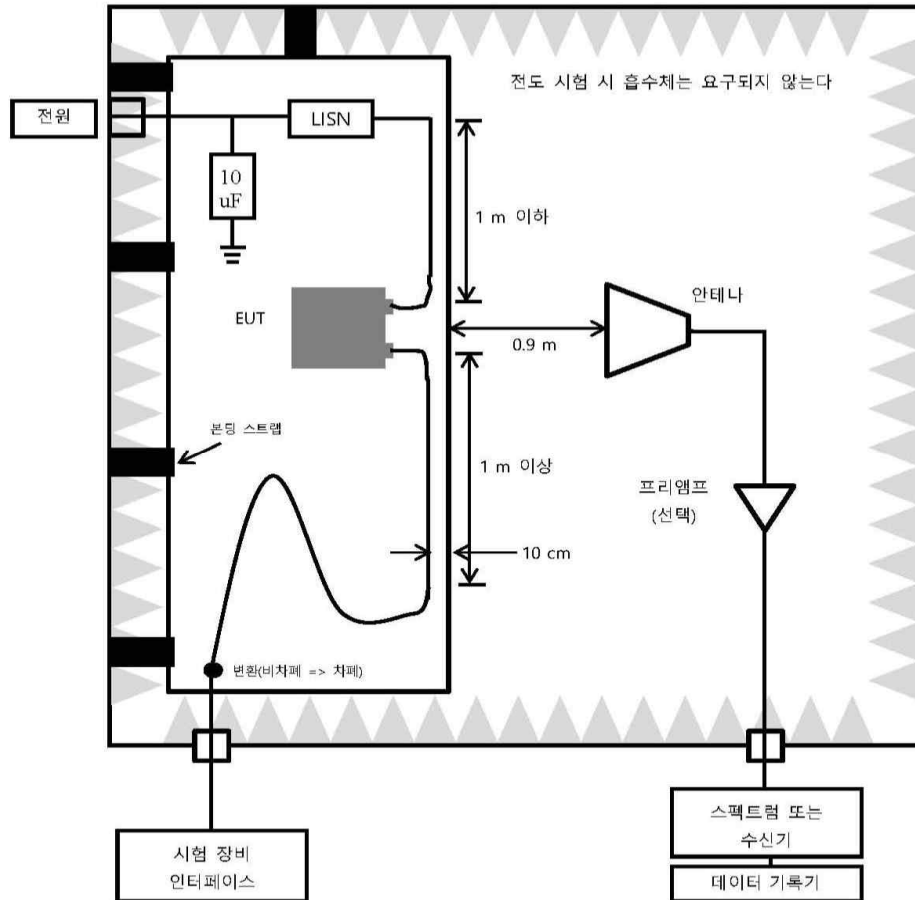 전도 시험 시 흡수체는 요구되지 않는다
전원
LISN
10
uF
1 m 이하
안테나
EUT
0.9 m
본딩 스트랩
1 m 이상
프리앰프
(선택)
10 cm
변환(비차폐 => 차폐)
스펙트럼 또는
수신기
시험 장비
인터페이스
데이터 기록기